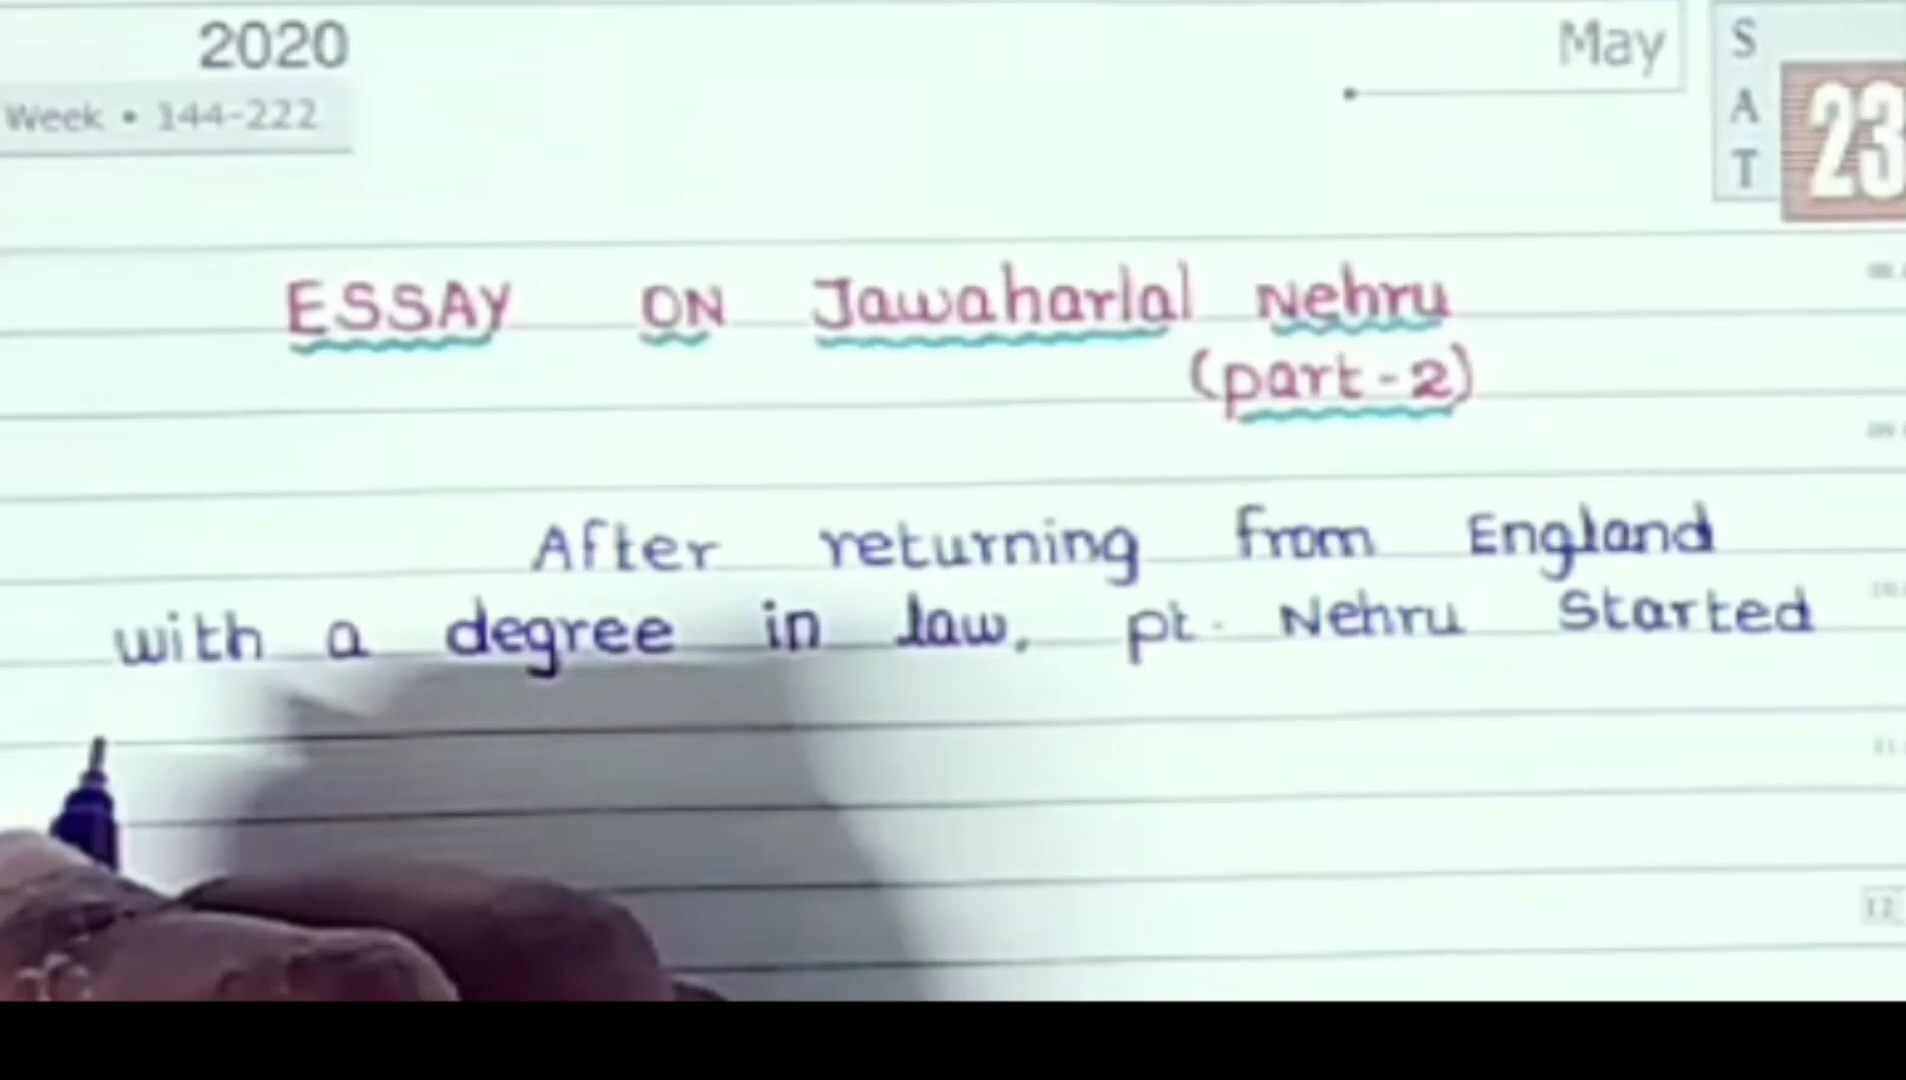 2020
May
SAT
23
Week • 144-222
ESSAY ON Jawaharlal Nehru
(part-2)
After returning from England
with a degree in law, pt. Nehru Started